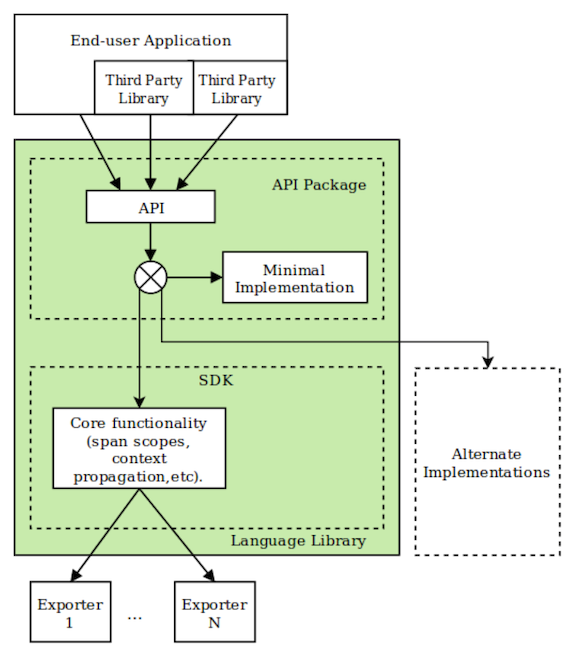 End-user Application
Third Party
Library
Third Party
Library
API Package
API
Minimal
Implementation
SDK
Core functionality
(span scopes,
context
propagation,etc).
Alternate
Implementations
Language Library
Exporter
1
...
Exporter
N